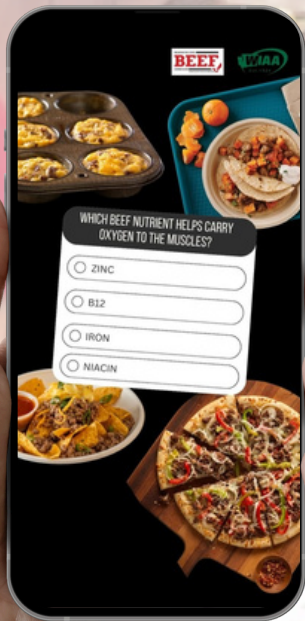 BEEF
WIAA
WHICH BEEF NUTRIENT HELPS CARRY
OXYGEN TO THE MUSCLES?
ZINC
B12
IRON
NIACIN